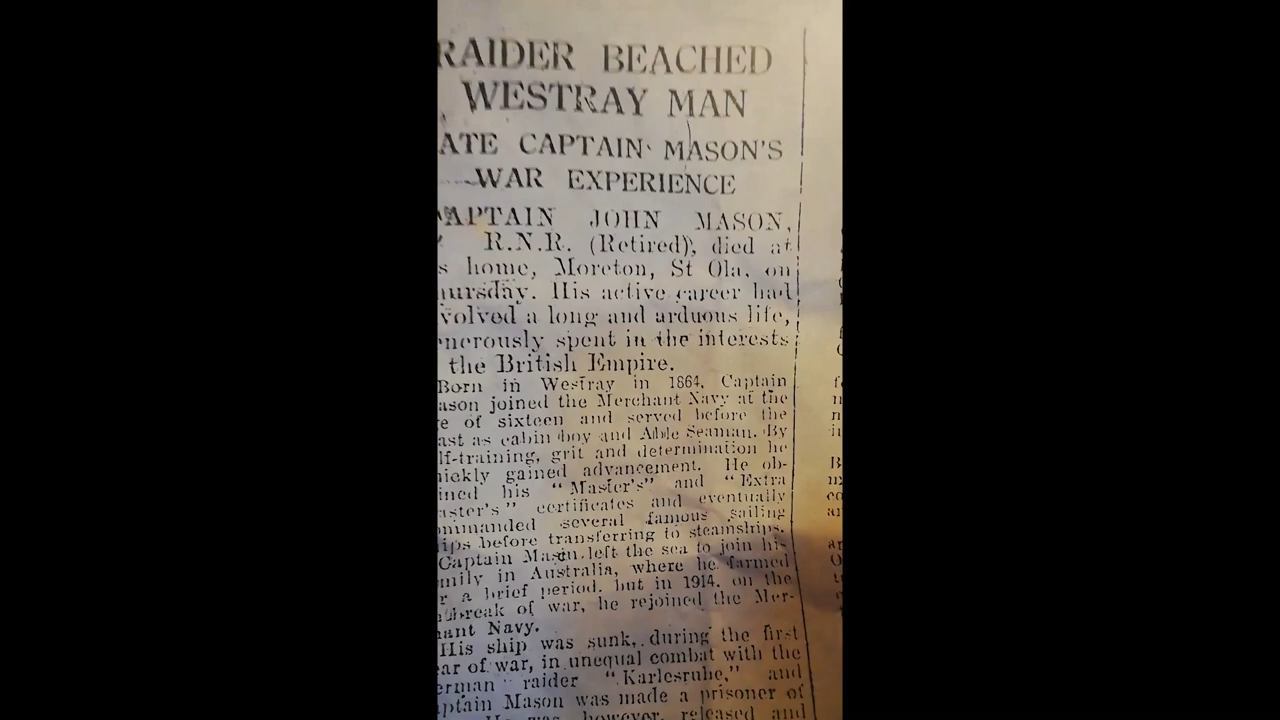 RAIDER BEACHED
WESTRAY MAN
ATE CAPTAIN MASON'S
WAR EXPERIENCE
APTAIN JOHN MASON,
R.N.R. (Retired), died at
s home, Moreton, St Ola, on
hursday. His active career had
volved a long and arduous life,
enerously spent in the interests
the British Empire.
Born in Westray in 1864, Captain
ason joined the Merchant Navy at the
e of sixteen and served before the
ast as cabin boy and Able Seaman. By
lf-training, grit and determination he
ickly gained advancement. He ob-
ined his "Master's" and "Extra
aster's" certificates and eventually
ommanded several famous sailing
ips before transferring to steamships.
Captain Mason left the sea to join his
mily in Australia, where he farmed
r a brief period, but in 1914, on the
tbreak of war, he rejoined the Mer-
hant Navy.
His ship was sunk, during the first
ear of war, in unequal combat with the
erman raider "Karlesruhe," and
ptain Mason was made a prisoner of
He was, however, released and